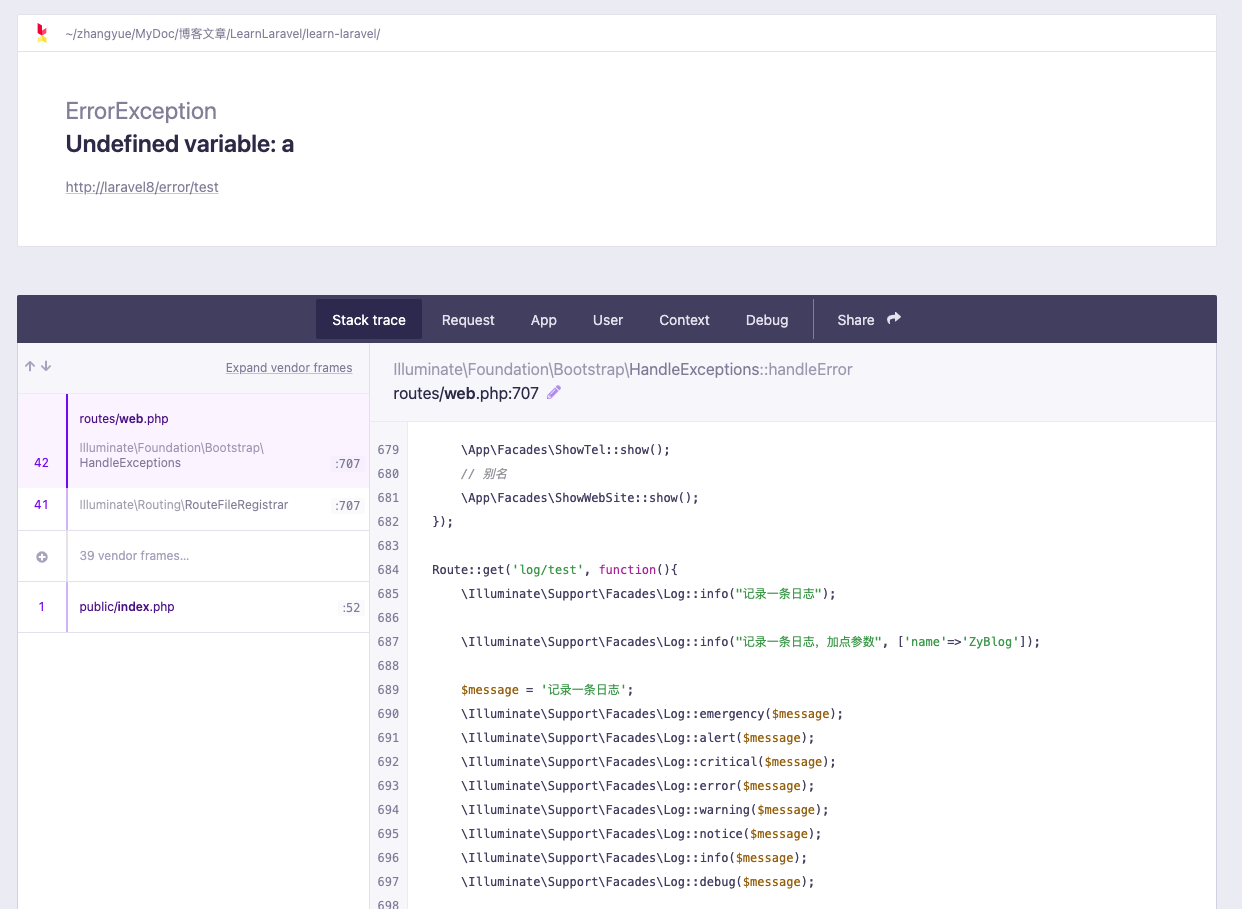 ~/zhangyue/MyDoc/博客文章/LearnLaravel/learn-laravel/
ErrorException
Undefined variable: a
http://laravel8/error/test
Stack trace Request App User Context Debug Share
Expand vendor frames
routes/web.php
Illuminate\Foundation\Bootstrap\
42 HandleExceptions :707
41 Illuminate\Routing\RouteFileRegistrar :707
39 vendor frames...
1 public/index.php :52
Illuminate\Foundation\Bootstrap\HandleExceptions::handleError
routes/web.php:707
679 \App\Facades\ShowTel::show();
680 // 别名
681 \App\Facades\ShowWebSite::show();
682 });
683
684 Route::get('log/test', function(){
685 \Illuminate\Support\Facades\Log::info("记录一条日志");
686
687 \Illuminate\Support\Facades\Log::info("记录一条日志，加点参数", ['name'=>'ZyBlog']);
688
689 $message = '记录一条日志';
690 \Illuminate\Support\Facades\Log::emergency($message);
691 \Illuminate\Support\Facades\Log::alert($message);
692 \Illuminate\Support\Facades\Log::critical($message);
693 \Illuminate\Support\Facades\Log::error($message);
694 \Illuminate\Support\Facades\Log::warning($message);
695 \Illuminate\Support\Facades\Log::notice($message);
696 \Illuminate\Support\Facades\Log::info($message);
697 \Illuminate\Support\Facades\Log::debug($message);
698